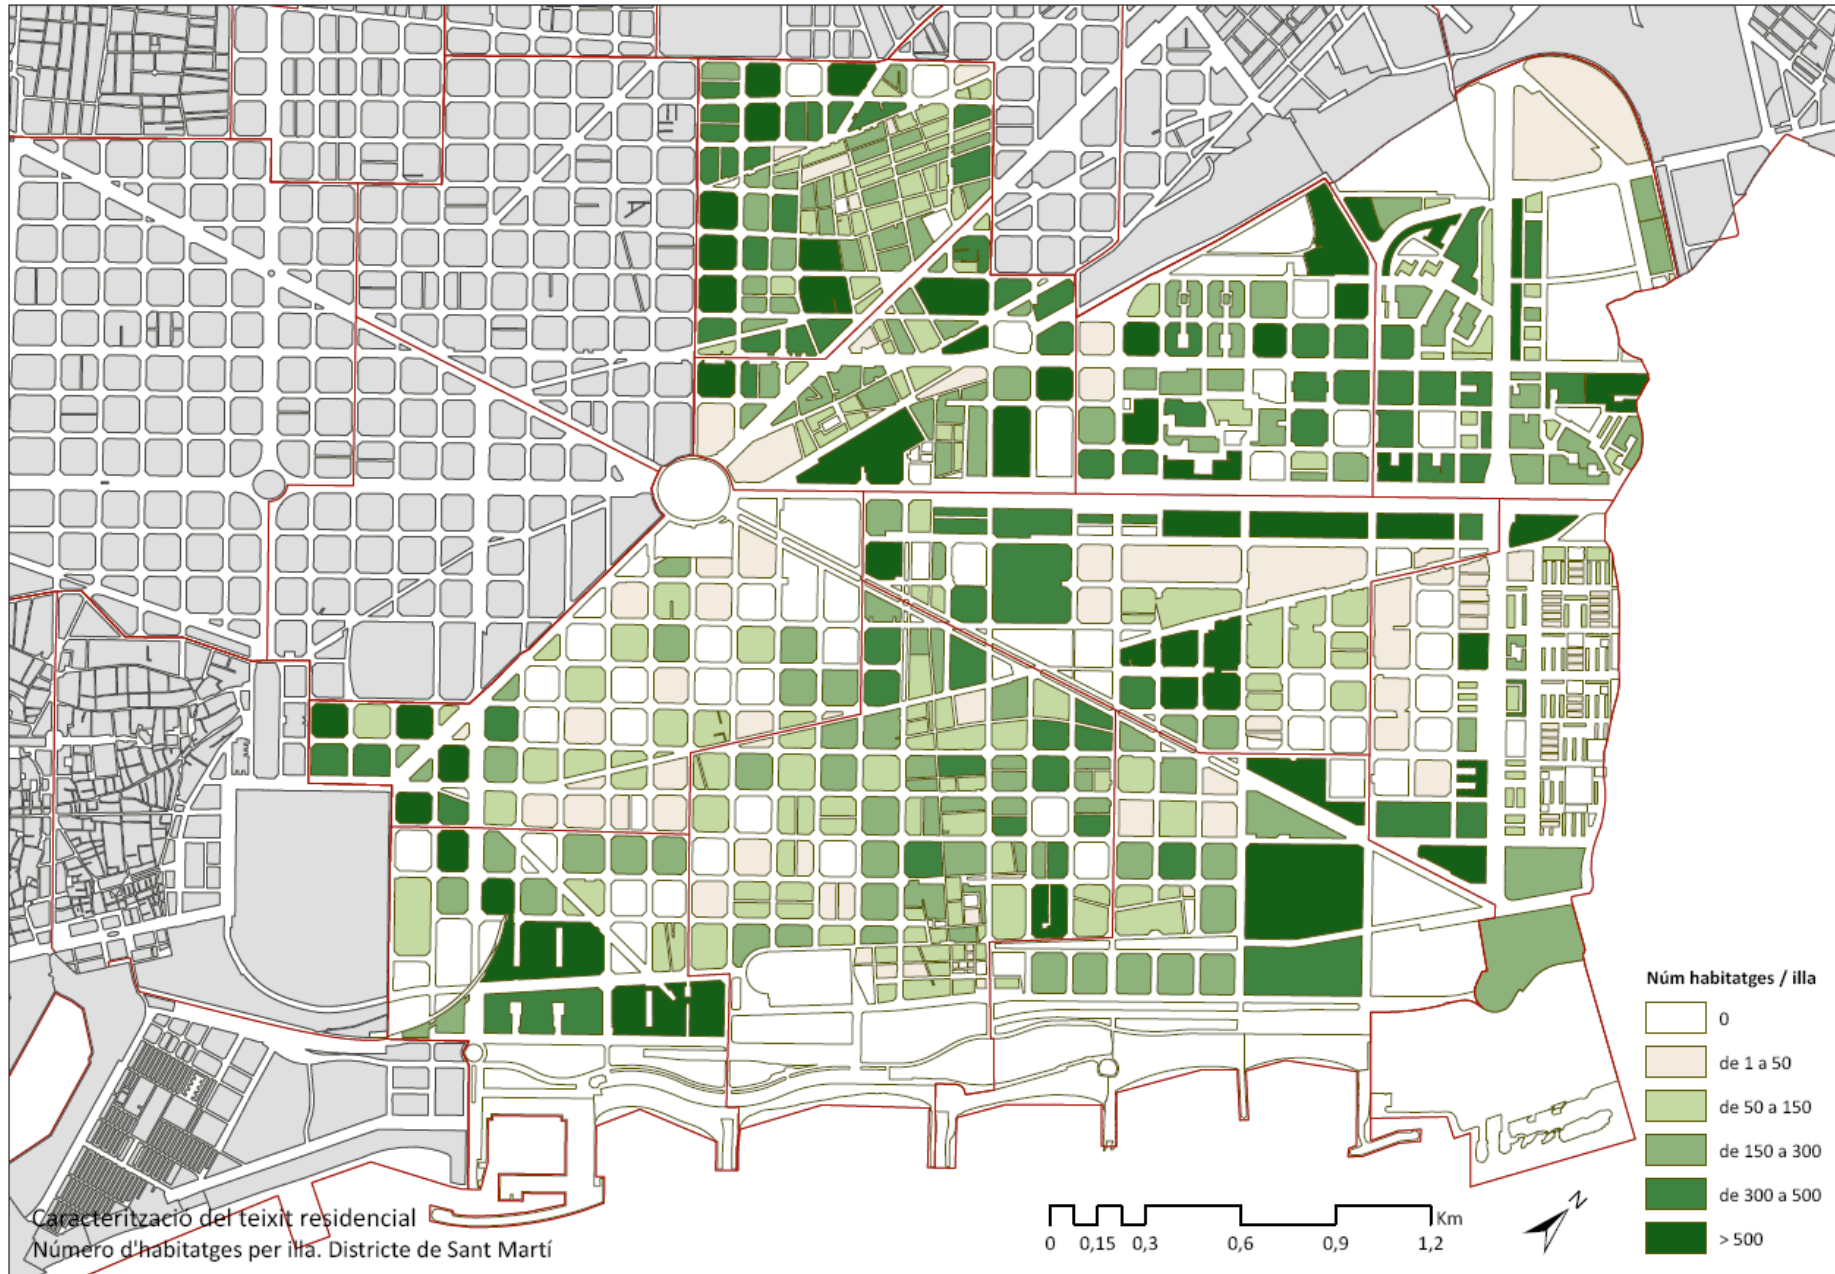 Núm habitatges / illa
0
de 1 a 50
de 50 a 150
de 150 a 300
de 300 a 500
> 500
N
Km
0 0,15 0,3 0,6 0,9 1,2
Caracterització del teixit residencial
Número d'habitatges per illa. Districte de Sant Martí